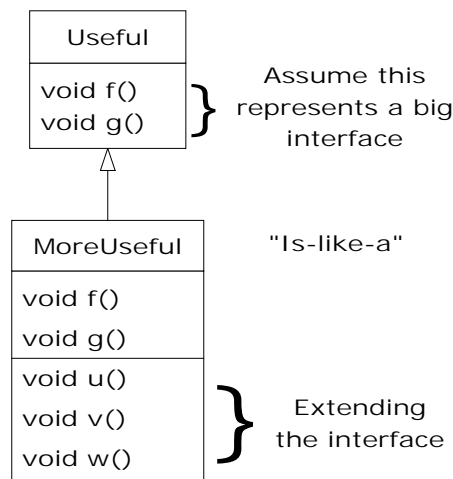 Useful
void f()
void g()
Assume this
represents a big
interface
MoreUseful
"Is-like-a"
void f()
void g()
void u()
void v()
void w()
Extending
the interface